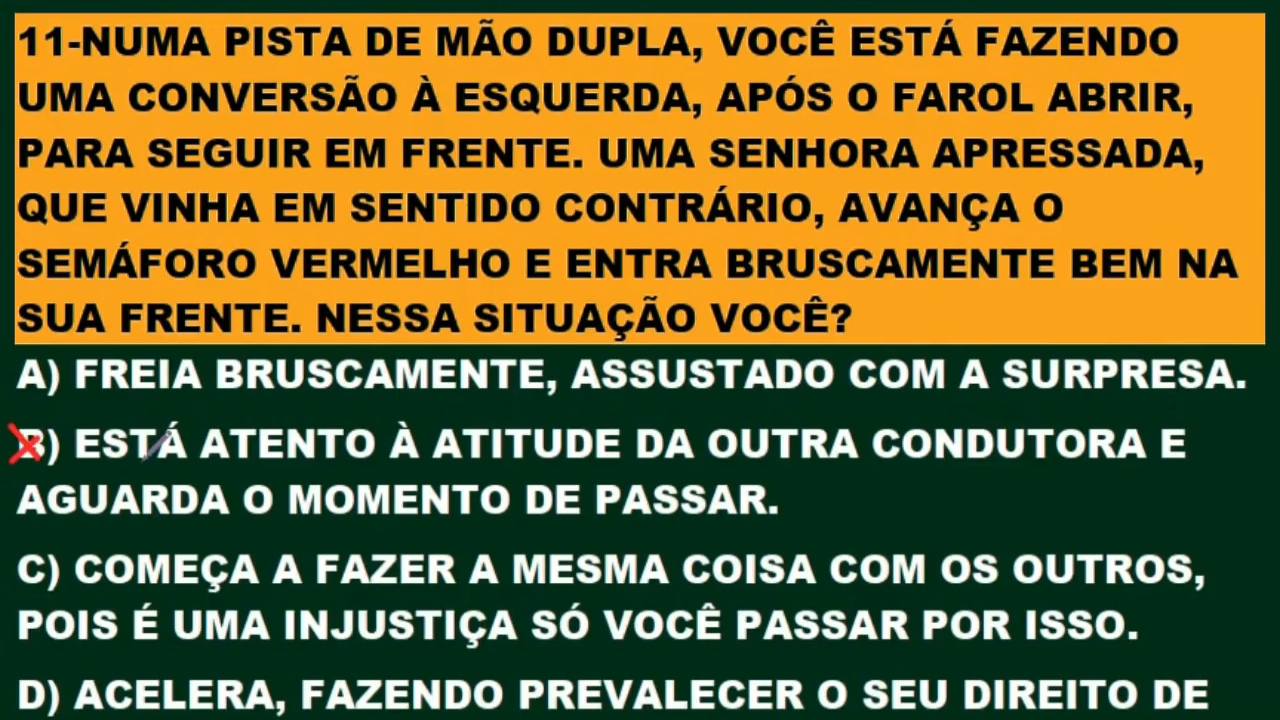 11-NUMA PISTA DE MÃO DUPLA, VOCÊ ESTÁ FAZENDO
UMA CONVERSÃO À ESQUERDA, APÓS O FAROL ABRIR,
PARA SEGUIR EM FRENTE. UMA SENHORA APRESSADA,
QUE VINHA EM SENTIDO CONTRÁRIO, AVANÇA O
SEMÁFORO VERMELHO E ENTRA BRUSCAMENTE BEM NA
SUA FRENTE. NESSA SITUAÇÃO VOCÊ?
A) FREIA BRUSCAMENTE, ASSUSTADO COM A SURPRESA.
B) ESTÁ ATENTO À ATITUDE DA OUTRA CONDUTORA E
AGUARDA O MOMENTO DE PASSAR.
C) COMEÇA A FAZER A MESMA COISA COM OS OUTROS,
POIS É UMA INJUSTIÇA SÓ VOCÊ PASSAR POR ISSO.
D) ACELERA, FAZENDO PREVALECER O SEU DIREITO DE